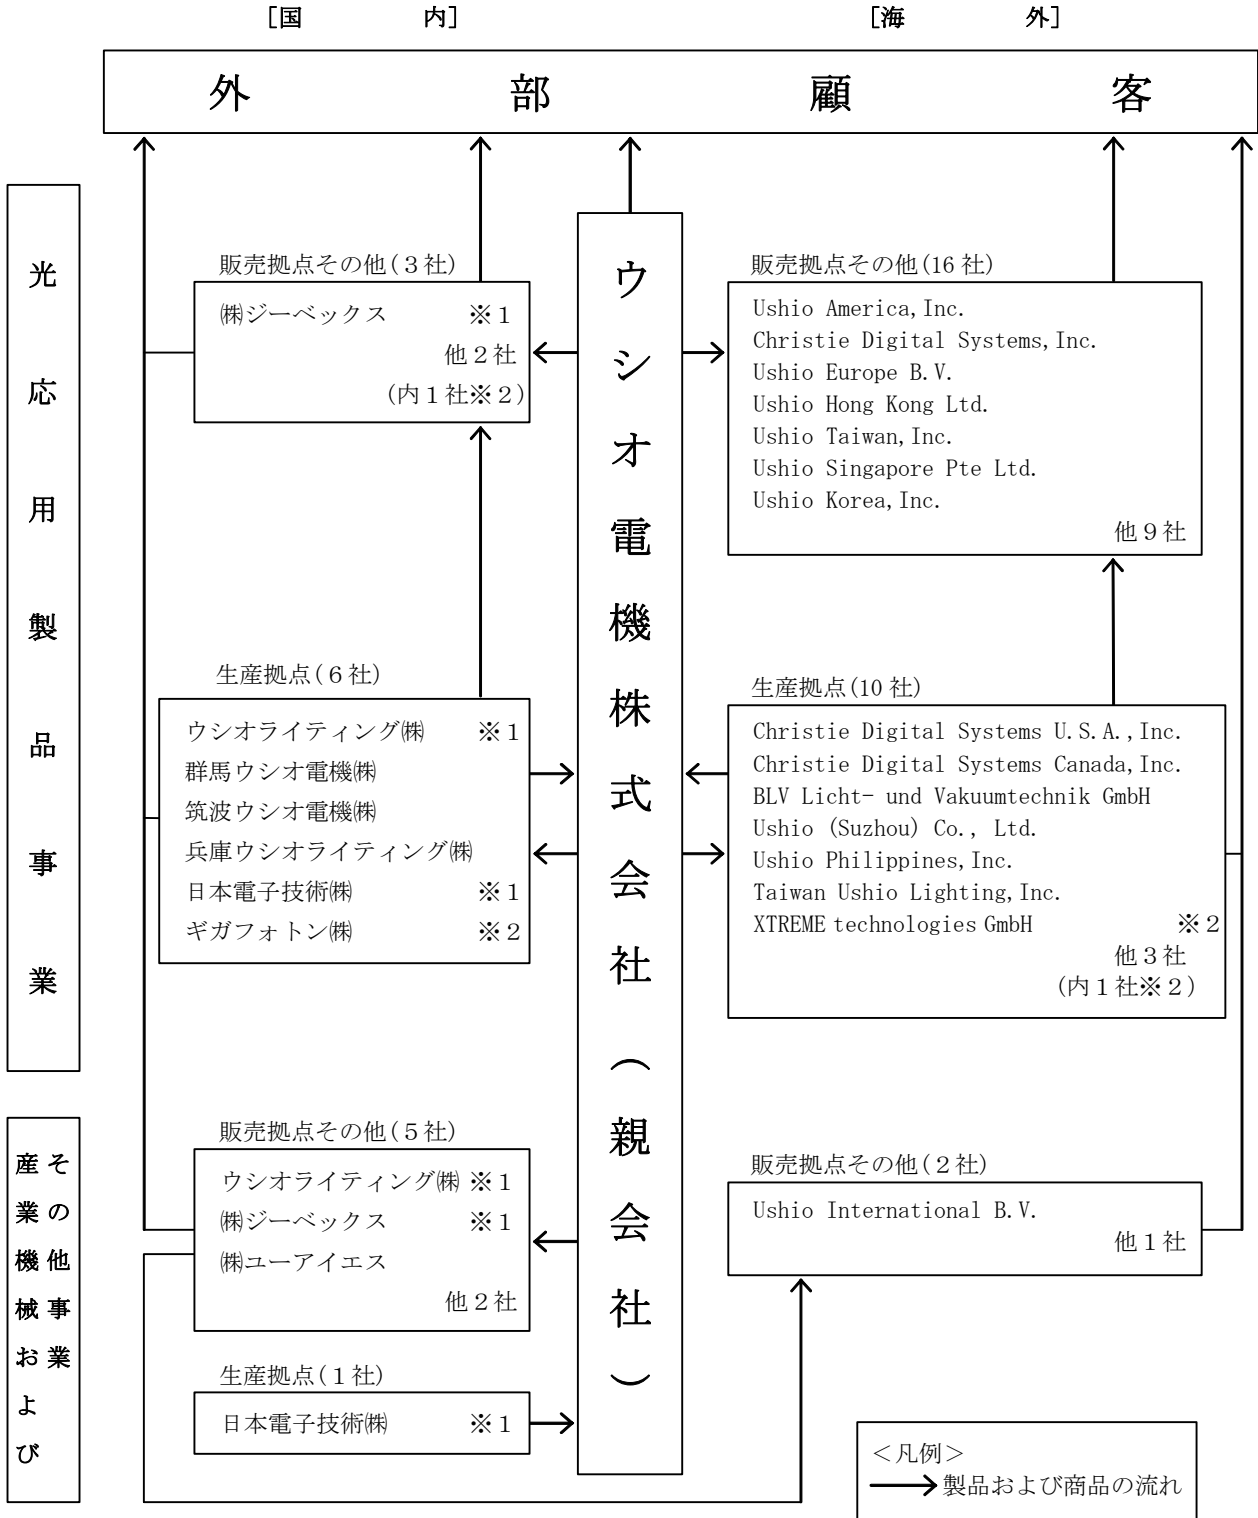 ［国　　　　　内］
［海　　　　　外］
外　部　顧　客
光応用製品事業
販売拠点その他(３社)
㈱ジーベックス　※１
他２社
(内１社※２)
ウシオ電機株式会社（親会社）
販売拠点その他(16社)
Ushio America,Inc.
Christie Digital Systems,Inc.
Ushio Europe B.V.
Ushio Hong Kong Ltd.
Ushio Taiwan,Inc.
Ushio Singapore Pte Ltd.
Ushio Korea,Inc.
他９社
生産拠点(６社)
ウシオライティング㈱　※１
群馬ウシオ電機㈱
筑波ウシオ電機㈱
兵庫ウシオライティング㈱
日本電子技術㈱　※１
ギガフォトン㈱　※２
生産拠点(10社)
Christie Digital Systems U.S.A.,Inc.
Christie Digital Systems Canada,Inc.
BLV Licht- und Vakuumtechnik GmbH
Ushio (Suzhou) Co., Ltd.
Ushio Philippines,Inc.
Taiwan Ushio Lighting,Inc.
XTREME technologies GmbH　※２
他３社
(内１社※２)
産業機械および
その他事業
販売拠点その他(５社)
ウシオライティング㈱ ※１
㈱ジーベックス　※１
㈱ユーアイエス
他２社
販売拠点その他(２社)
Ushio International B.V.
他１社
生産拠点(１社)
日本電子技術㈱　※１
＜凡例＞
製品および商品の流れ